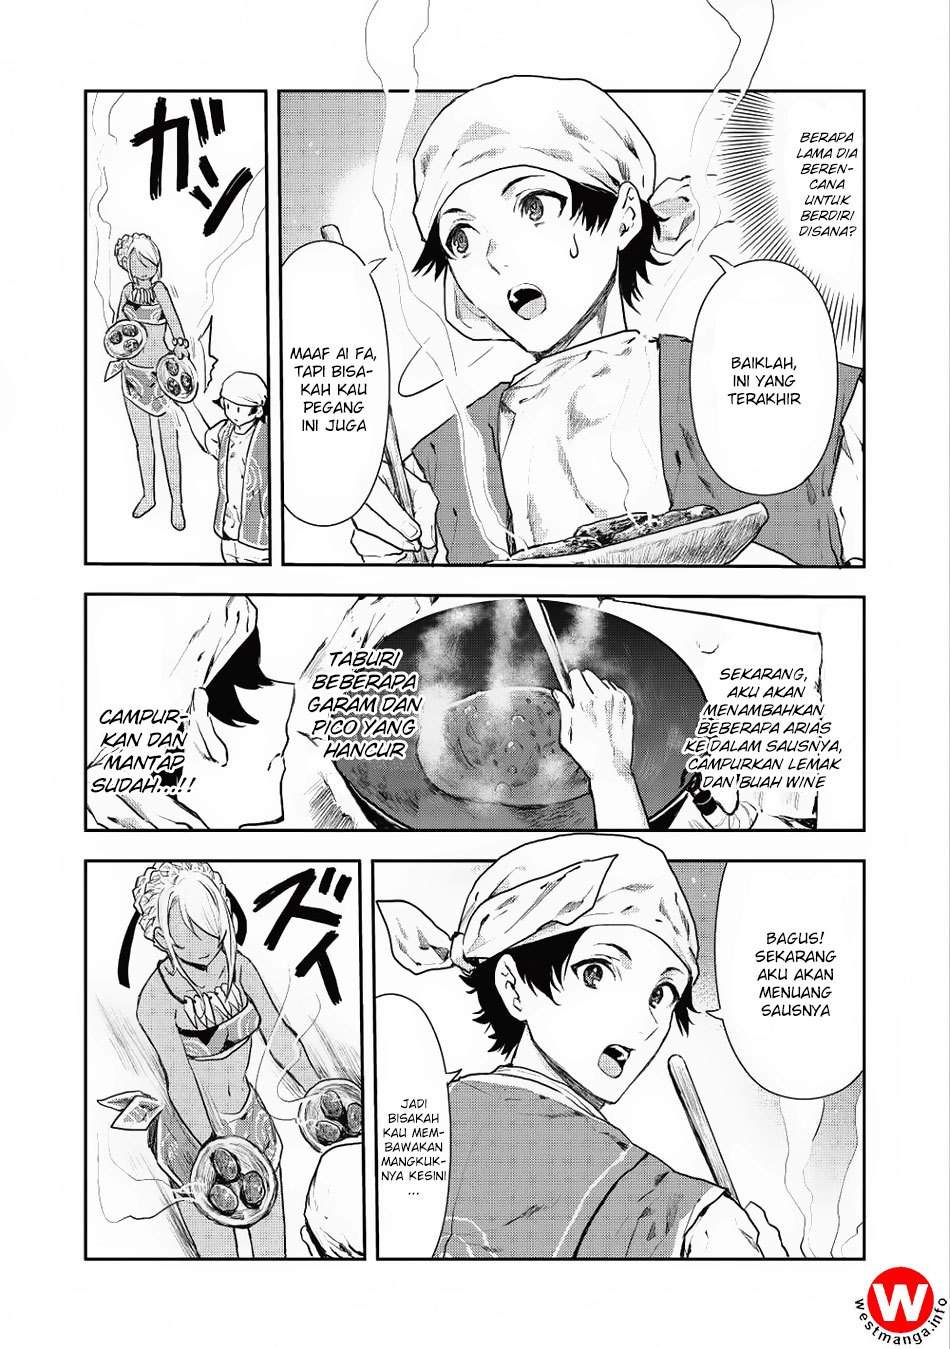 BERAPA
LAMA DIA
BEREN-
CANA
UNTUK
BERDIRI
DISANA?
BAIKLAH,
INI YANG
TERAKHIR
MAAF AI FA,
TAPI BISA-
KAH KAU
PEGANG
INI JUGA
ガッ
SEKARANG,
AKU AKAN
MENAMBAHKAN
BEBERAPA ARIAS
KE DALAM SAUSNYA,
CAMPURKAN LEMAK
DAN BUAH WINE
TABURI
BEBERAPA
GARAM DAN
PICO YANG
HANCUR
CAMPUR-
KAN DAN
MANTAP
SUDAH...!!
BAGUS!
SEKARANG
AKU AKAN
MENUANG
SAUSNYA
JADI
BISAKAH
KAU MEM-
BAWAKAN
MANGKUK-
NYA KESINI
...
ズイ
W
westmanga.info